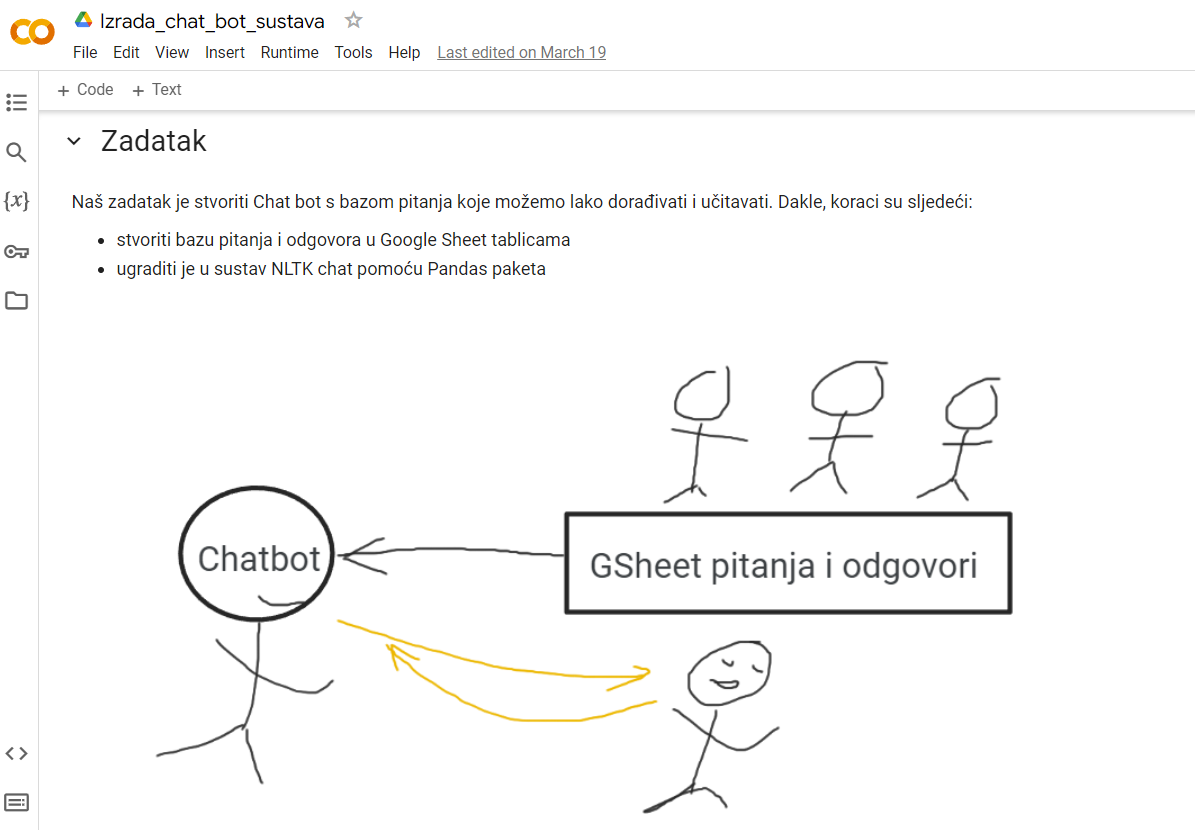 Izrada_chat_bot_sustava
File Edit View Insert Runtime Tools Help Last edited on March 19
+ Code + Text
Zadatak
{x}
Naš zadatak je stvoriti Chat bot s bazom pitanja koje možemo lako dorađivati i učitavati. Dakle, koraci su sljedeći:
• stvoriti bazu pitanja i odgovora u Google Sheet tablicama
• ugraditi je u sustav NLTK chat pomoću Pandas paketa
Chatbot
GSheet pitanja i odgovori